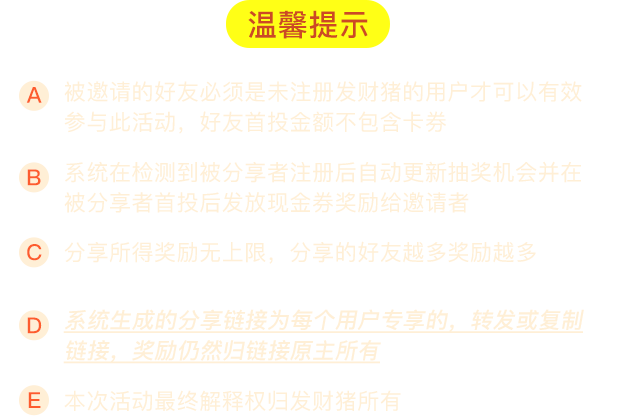 温馨提示
A 被邀请的好友必须是未注册发财猪的用户才可以有效
参与此活动，好友首投金额不包含卡券
B 系统在检测到被分享者注册后自动更新抽奖机会并在
被分享者首投后发放现金券奖励给邀请者
C 分享所得奖励无上限，分享的好友越多奖励越多
D 系统生成的分享链接为每个用户专享的，转发或复制
链接，奖励仍然归链接原主所有
E 本次活动最终解释权归发财猪所有